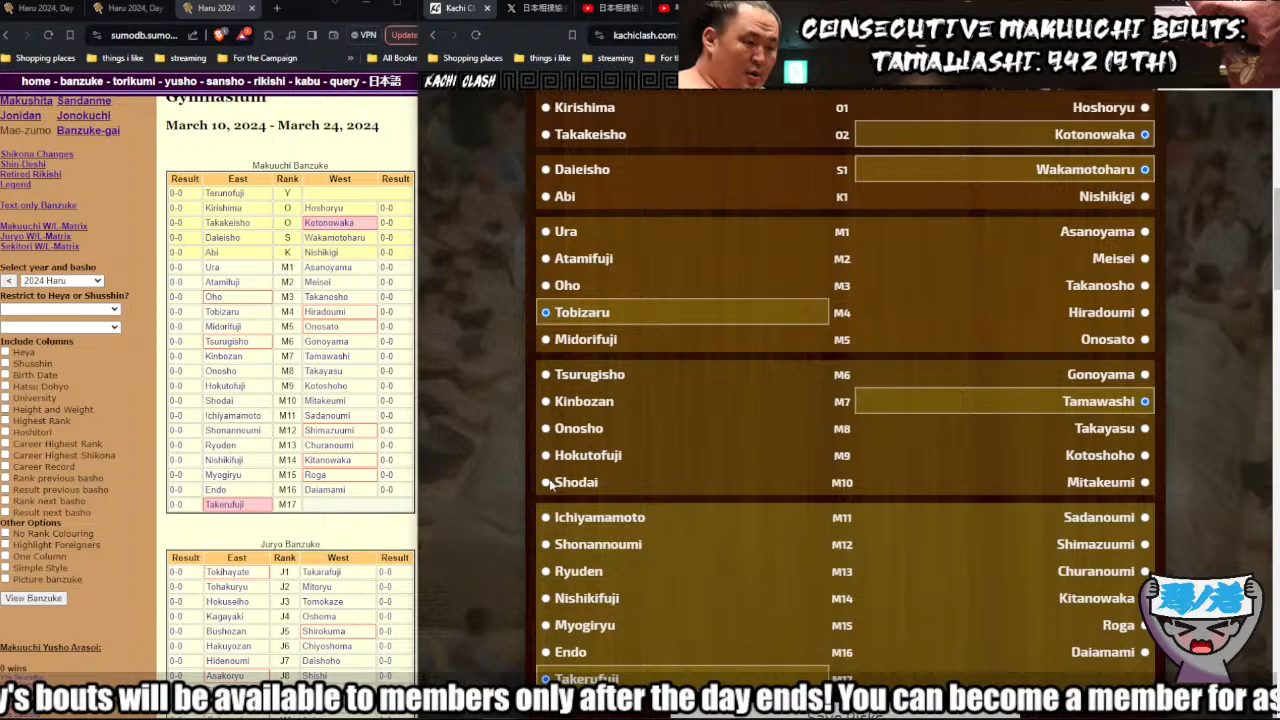 Haru 2024, Day
Haru 2024, Day
Haru 2024
Kachi Cl
日本相撲協
日本相撲協
sumodb.sumo...
VPN
Update
kachiclash.com
Shopping places
things i like
streaming
For the Campaign
All Bookm
Shopping places
things i like
streaming
CONSECUTIVE MAKUUCHI BOUTS:
TAMAWASHI: 942 (9TH)
home - banzuke - torikumi - yusho - sansho - rikishi - kabu - query - 日本語
KACHI CLASH
Makushita Sandanme
Jonidan Jonokuchi
Mae-zumo Banzuke-gai
Shikona Changes
Shin-Deshi
Retired Rikishi
Legend
Text-only Banzuke
Makuuchi W/L-Matrix
Juryo W/L-Matrix
Sekitori W/L-Matrix
Select year and basho
< 2024 Haru
Restrict to Heya or Shusshin?
Include Columns
Heya
Shusshin
Birth Date
Hatsu Dohyo
University
Height and Weight
Highest Rank
Hoshitori
Career Highest Rank
Career Highest Shikona
Career Record
Rank previous basho
Result previous basho
Rank next basho
Result next basho
Other Options
No Rank Colouring
Highlight Foreigners
One Column
Simple Style
Picture banzuke
View Banzuke
Makuuchi Yusho Arasoi:
0 wins
Gymnasium
March 10, 2024 - March 24, 2024
Makuuchi Banzuke
Result East Rank West Result
0-0 Terunofuji Y
0-0 Kirishima O Hoshoryu 0-0
0-0 Takakeisho O Kotonowaka 0-0
0-0 Daieisho S Wakamotoharu 0-0
0-0 Abi K Nishikigi 0-0
0-0 Ura M1 Asanoyama 0-0
0-0 Atamifuji M2 Meisei 0-0
0-0 Oho M3 Takanosho 0-0
0-0 Tobizaru M4 Hiradoumi 0-0
0-0 Midorifuji M5 Onosato 0-0
0-0 Tsurugisho M6 Gonoyama 0-0
0-0 Kinbozan M7 Tamawashi 0-0
0-0 Onosho M8 Takayasu 0-0
0-0 Hokutofuji M9 Kotoshoho 0-0
0-0 Shodai M10 Mitakeumi 0-0
0-0 Ichiyamamoto M11 Sadanoumi 0-0
0-0 Shonannoumi M12 Shimazuumi 0-0
0-0 Ryuden M13 Churanoumi 0-0
0-0 Nishikifuji M14 Kitanowaka 0-0
0-0 Myogiryu M15 Roga 0-0
0-0 Endo M16 Daiamami 0-0
0-0 Takerufuji M17
Juryo Banzuke
Result East Rank West Result
0-0 Tokihayate J1 Takarafuji 0-0
0-0 Tohakuryu J2 Mitoryu 0-0
0-0 Hokuseiho J3 Tomokaze 0-0
0-0 Kagayaki J4 Oshoma 0-0
0-0 Bushozan J5 Shirokuma 0-0
0-0 Hakuyozan J6 Chiyoshoma 0-0
0-0 Hidenoumi J7 Daishoho 0-0
0-0 Asakoryu J8 Shishi 0-0
Kirishima O1 Hoshoryu
Takakeisho O2 Kotonowaka
Daieisho S1 Wakamotoharu
Abi K1 Nishikigi
Ura M1 Asanoyama
Atamifuji M2 Meisei
Oho M3 Takanosho
Tobizaru M4 Hiradoumi
Midorifuji M5 Onosato
Tsurugisho M6 Gonoyama
Kinbozan M7 Tamawashi
Onosho M8 Takayasu
Hokutofuji M9 Kotoshoho
Shodai M10 Mitakeumi
Ichiyamamoto M11 Sadanoumi
Shonannoumi M12 Shimazuumi
Ryuden M13 Churanoumi
Nishikifuji M14 Kitanowaka
Myogiryu M15 Roga
Endo M16 Daiamami
Takerufuji M17
y's bouts will be available to members only after the day ends! You can become a member for as